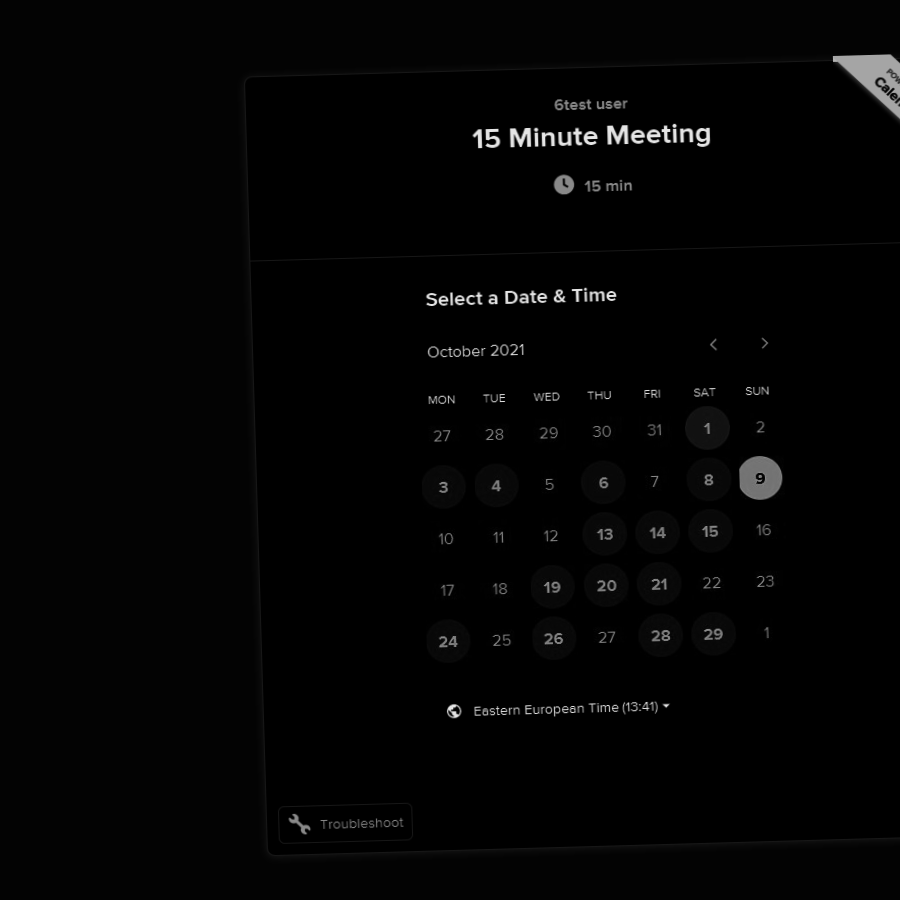 POW
Calen
6test user
15 Minute Meeting
15 min
Select a Date & Time
October 2021
MON TUE WED THU FRI SAT SUN
27 28 29 30 31 1 2
3 4 5 6 7 8 9
10 11 12 13 14 15 16
17 18 19 20 21 22 23
24 25 26 27 28 29 1
Eastern European Time (13:41)
Troubleshoot